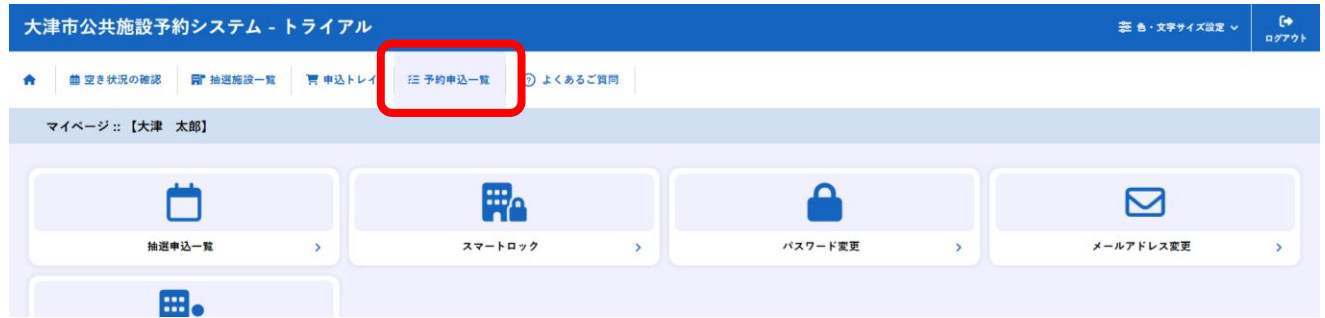 大津市公共施設予約システム - トライアル
色・文字サイズ設定
ログアウト
空き状況の確認
抽選施設一覧
申込トレイ
予約申込一覧
よくあるご質問
マイページ :: 【大津 太郎】
抽選申込一覧
スマートロック
パスワード変更
メールアドレス変更